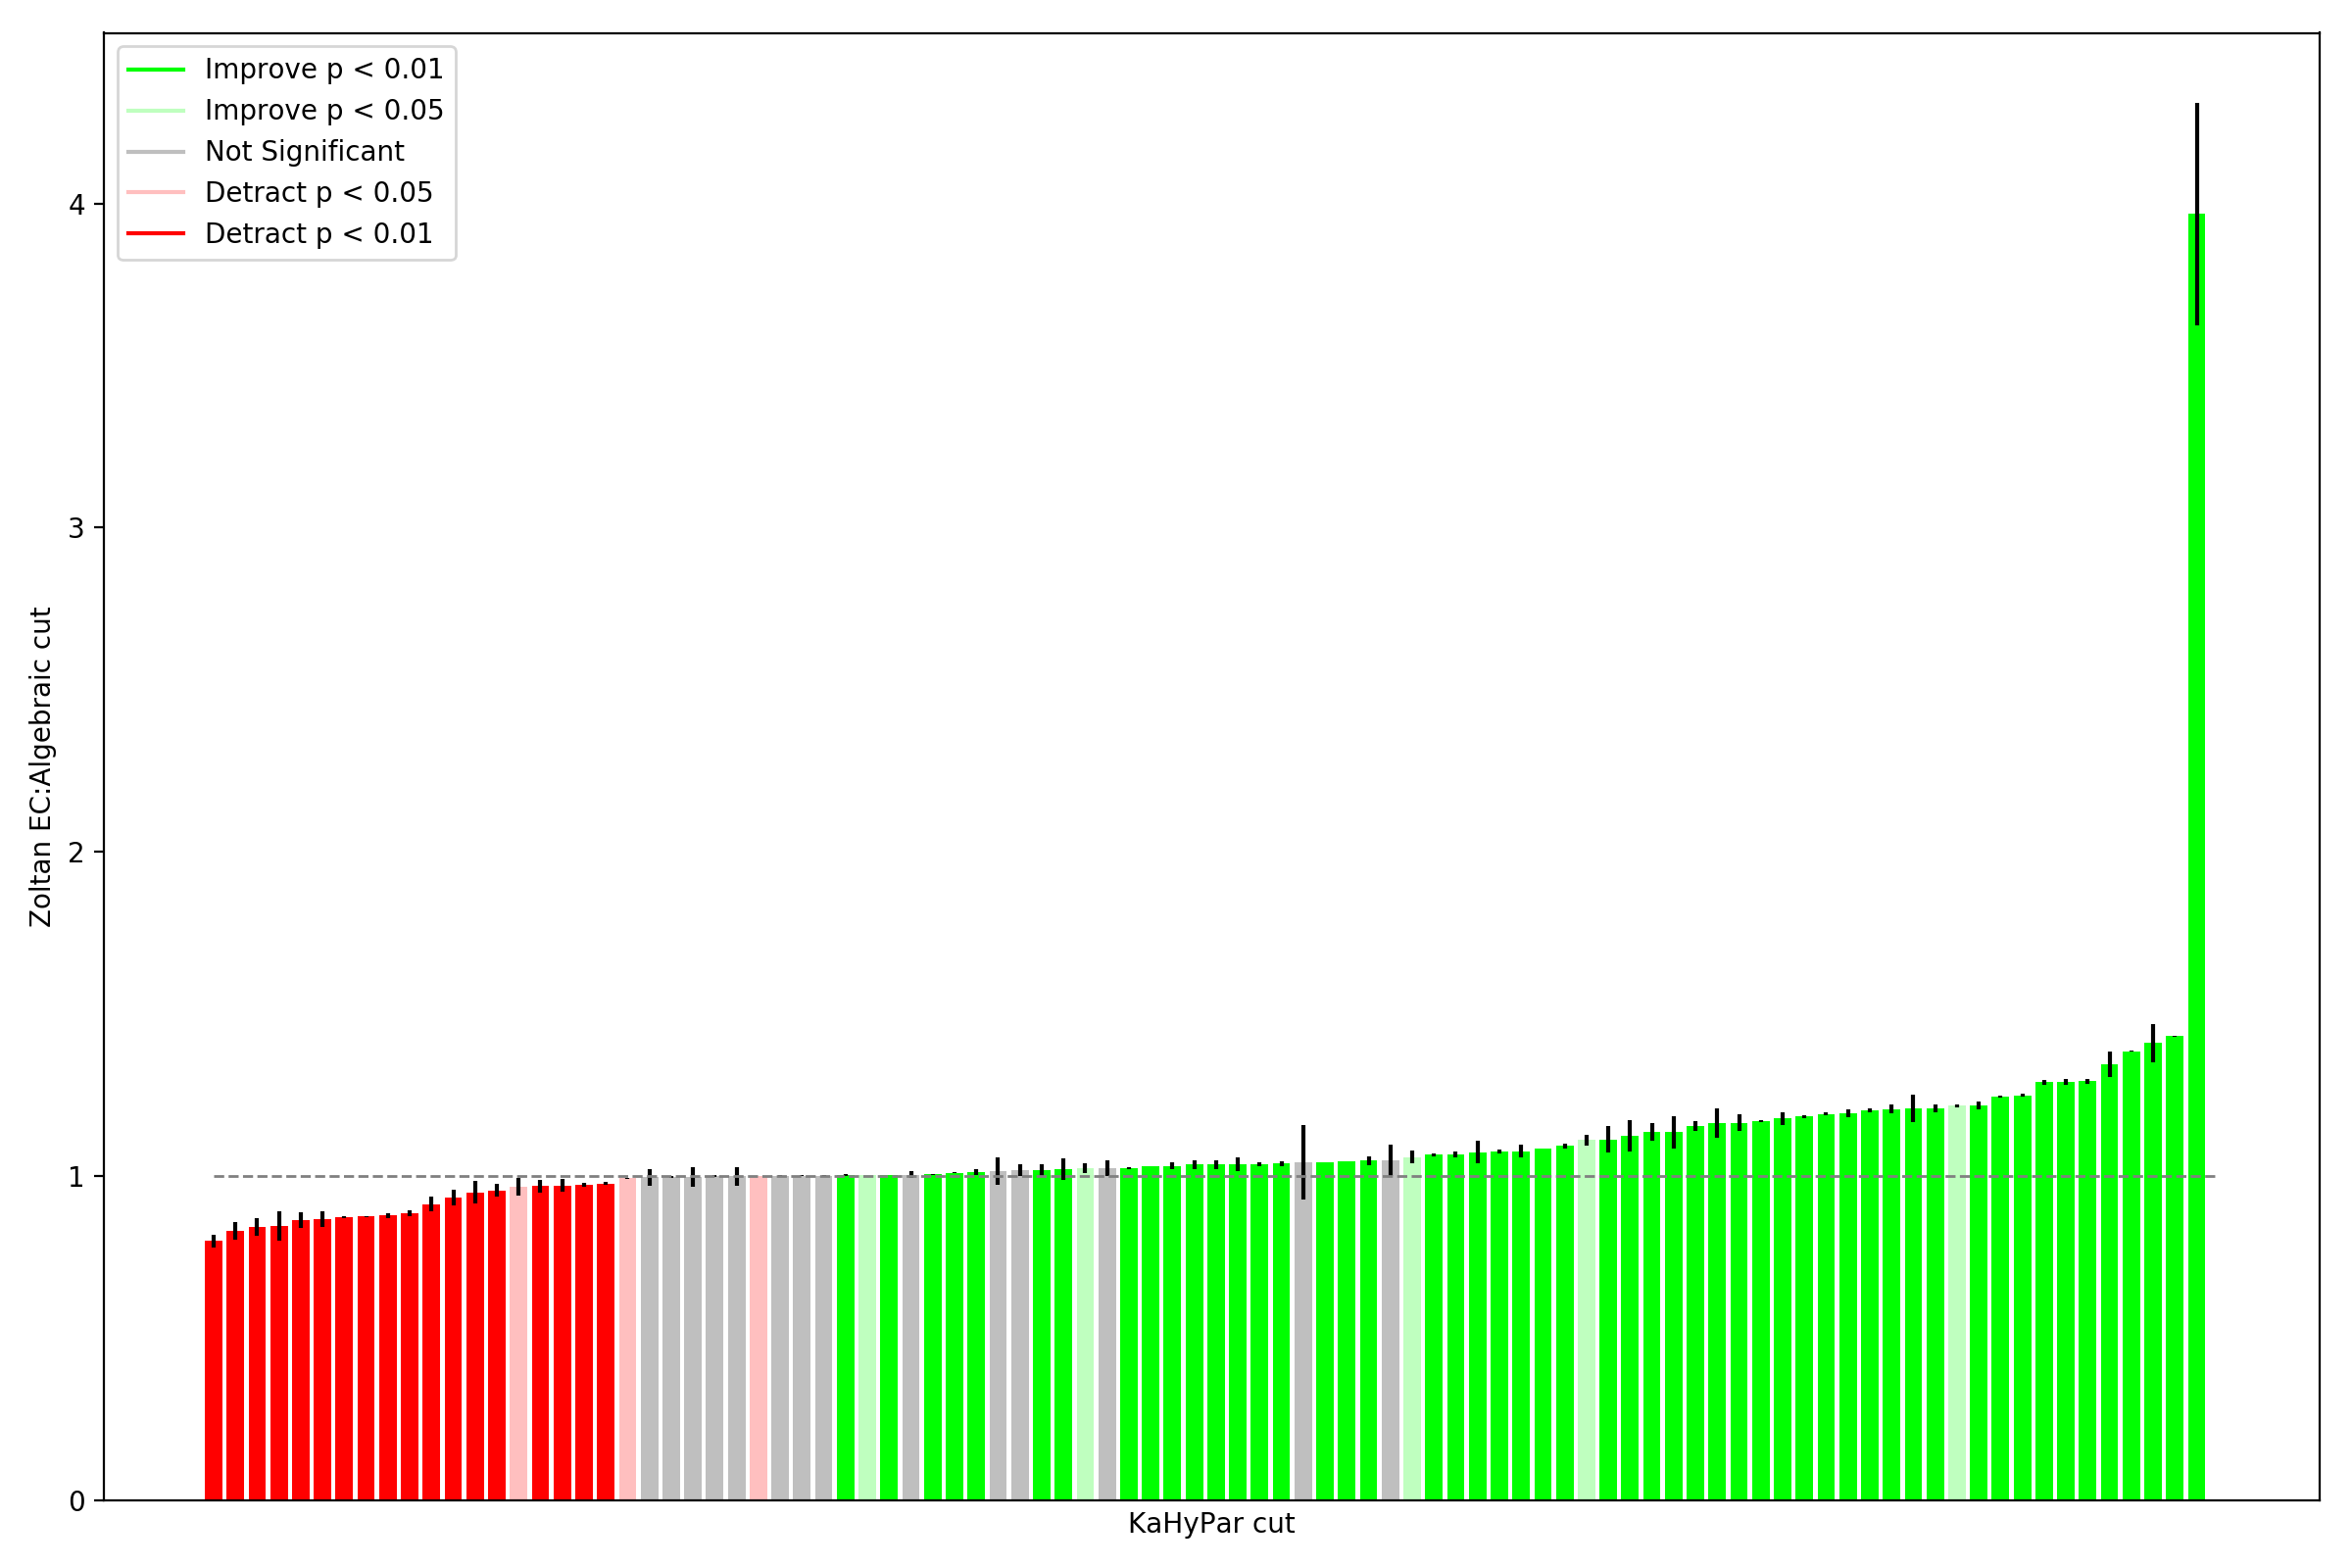 Improve p < 0.01
Improve p < 0.05
Not Significant
Detract p < 0.05
Detract p < 0.01
4
3
2
1
0
Zoltan EC:Algebraic cut
KaHyPar cut